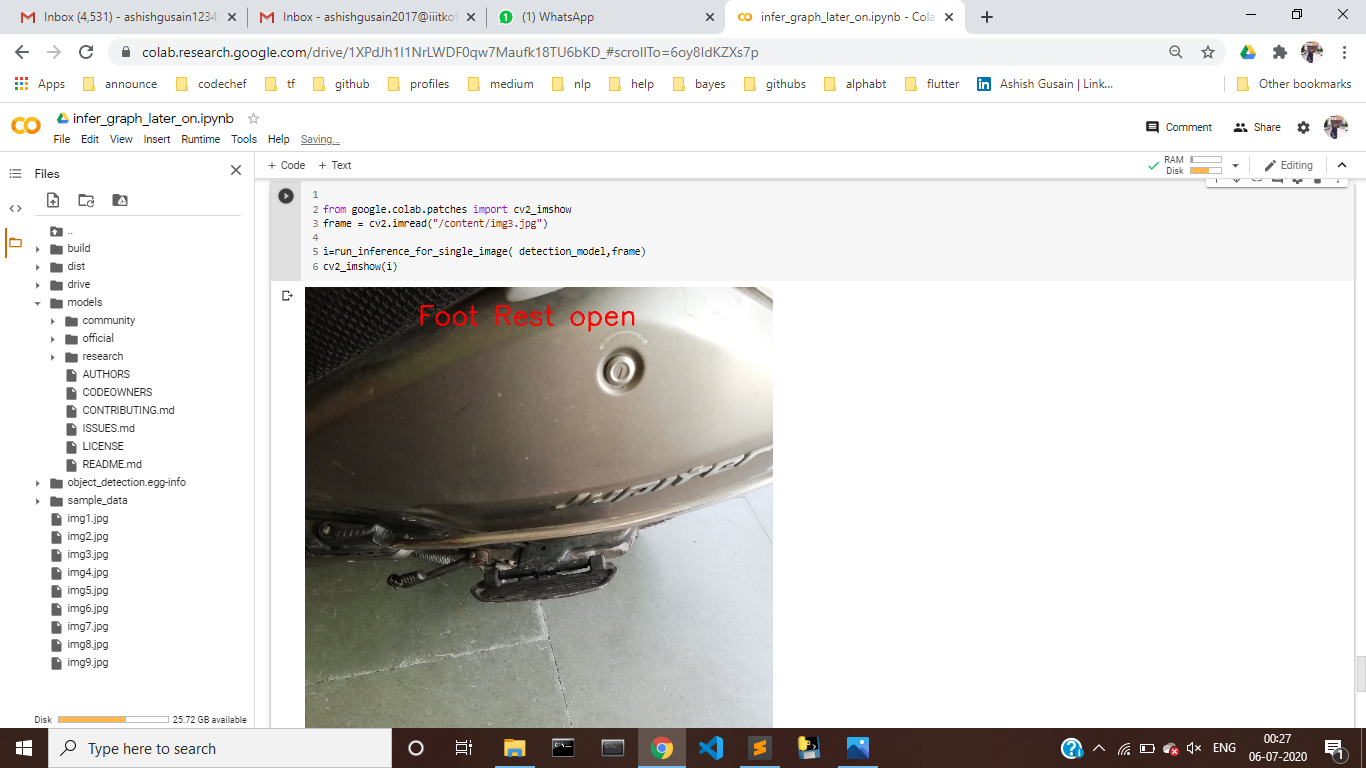 Inbox (4,531) - ashishgusain1234
Inbox - ashishgusain2017@iiitkot
(1) WhatsApp
infer_graph_later_on.ipynb - Cola
colab.research.google.com/drive/1XPdJh1I1NrLWDF0qw7Maufk18TU6bKD_#scrollTo=6oy8IdKZXs7p
Apps announce codechef tf github profiles medium nlp help bayes githubs alphabt flutter Ashish Gusain | Link... Other bookmarks
infer_graph_later_on.ipynb
File Edit View Insert Runtime Tools Help Saving...
Comment Share
Files
+ Code + Text
RAM
Disk
Editing
..
build
dist
drive
models
community
official
research
AUTHORS
CODEOWNERS
CONTRIBUTING.md
ISSUES.md
LICENSE
README.md
object_detection.egg-info
sample_data
img1.jpg
img2.jpg
img3.jpg
img4.jpg
img5.jpg
img6.jpg
img7.jpg
img8.jpg
img9.jpg
Disk 25.72 GB available
1
2 from google.colab.patches import cv2_imshow
3 frame = cv2.imread("/content/img3.jpg")
4
5 i=run_inference_for_single_image( detection_model,frame)
6 cv2_imshow(i)
Foot Rest open
Type here to search
ENG
00:27
06-07-2020
1